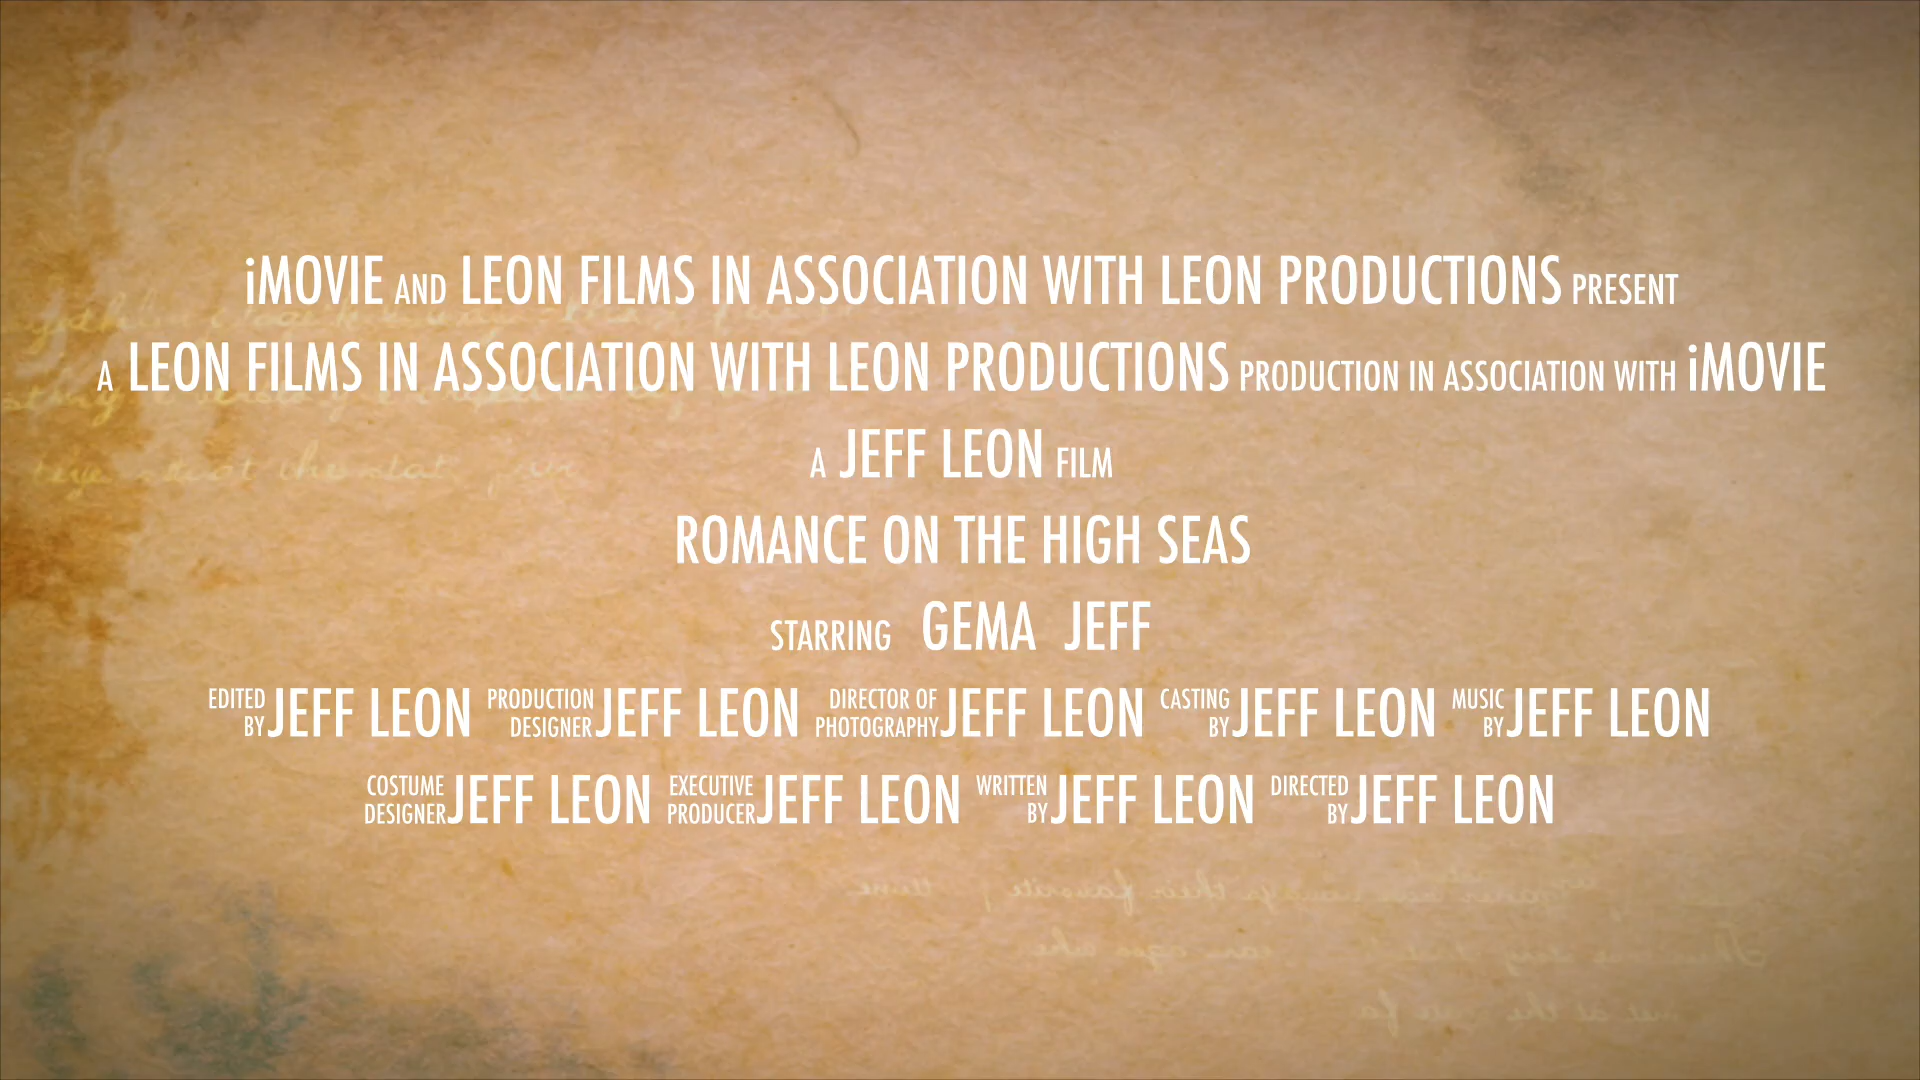 iMOVIE AND LEON FILMS IN ASSOCIATION WITH LEON PRODUCTIONS PRESENT
A LEON FILMS IN ASSOCIATION WITH LEON PRODUCTIONS PRODUCTION IN ASSOCIATION WITH iMOVIE
A JEFF LEON FILM
ROMANCE ON THE HIGH SEAS
STARRING GEMA JEFF
EDITED BY JEFF LEON PRODUCTION DESIGNER JEFF LEON DIRECTOR OF PHOTOGRAPHY JEFF LEON CASTING BY JEFF LEON MUSIC BY JEFF LEON
COSTUME DESIGNER JEFF LEON EXECUTIVE PRODUCER JEFF LEON WRITTEN BY JEFF LEON DIRECTED BY JEFF LEON